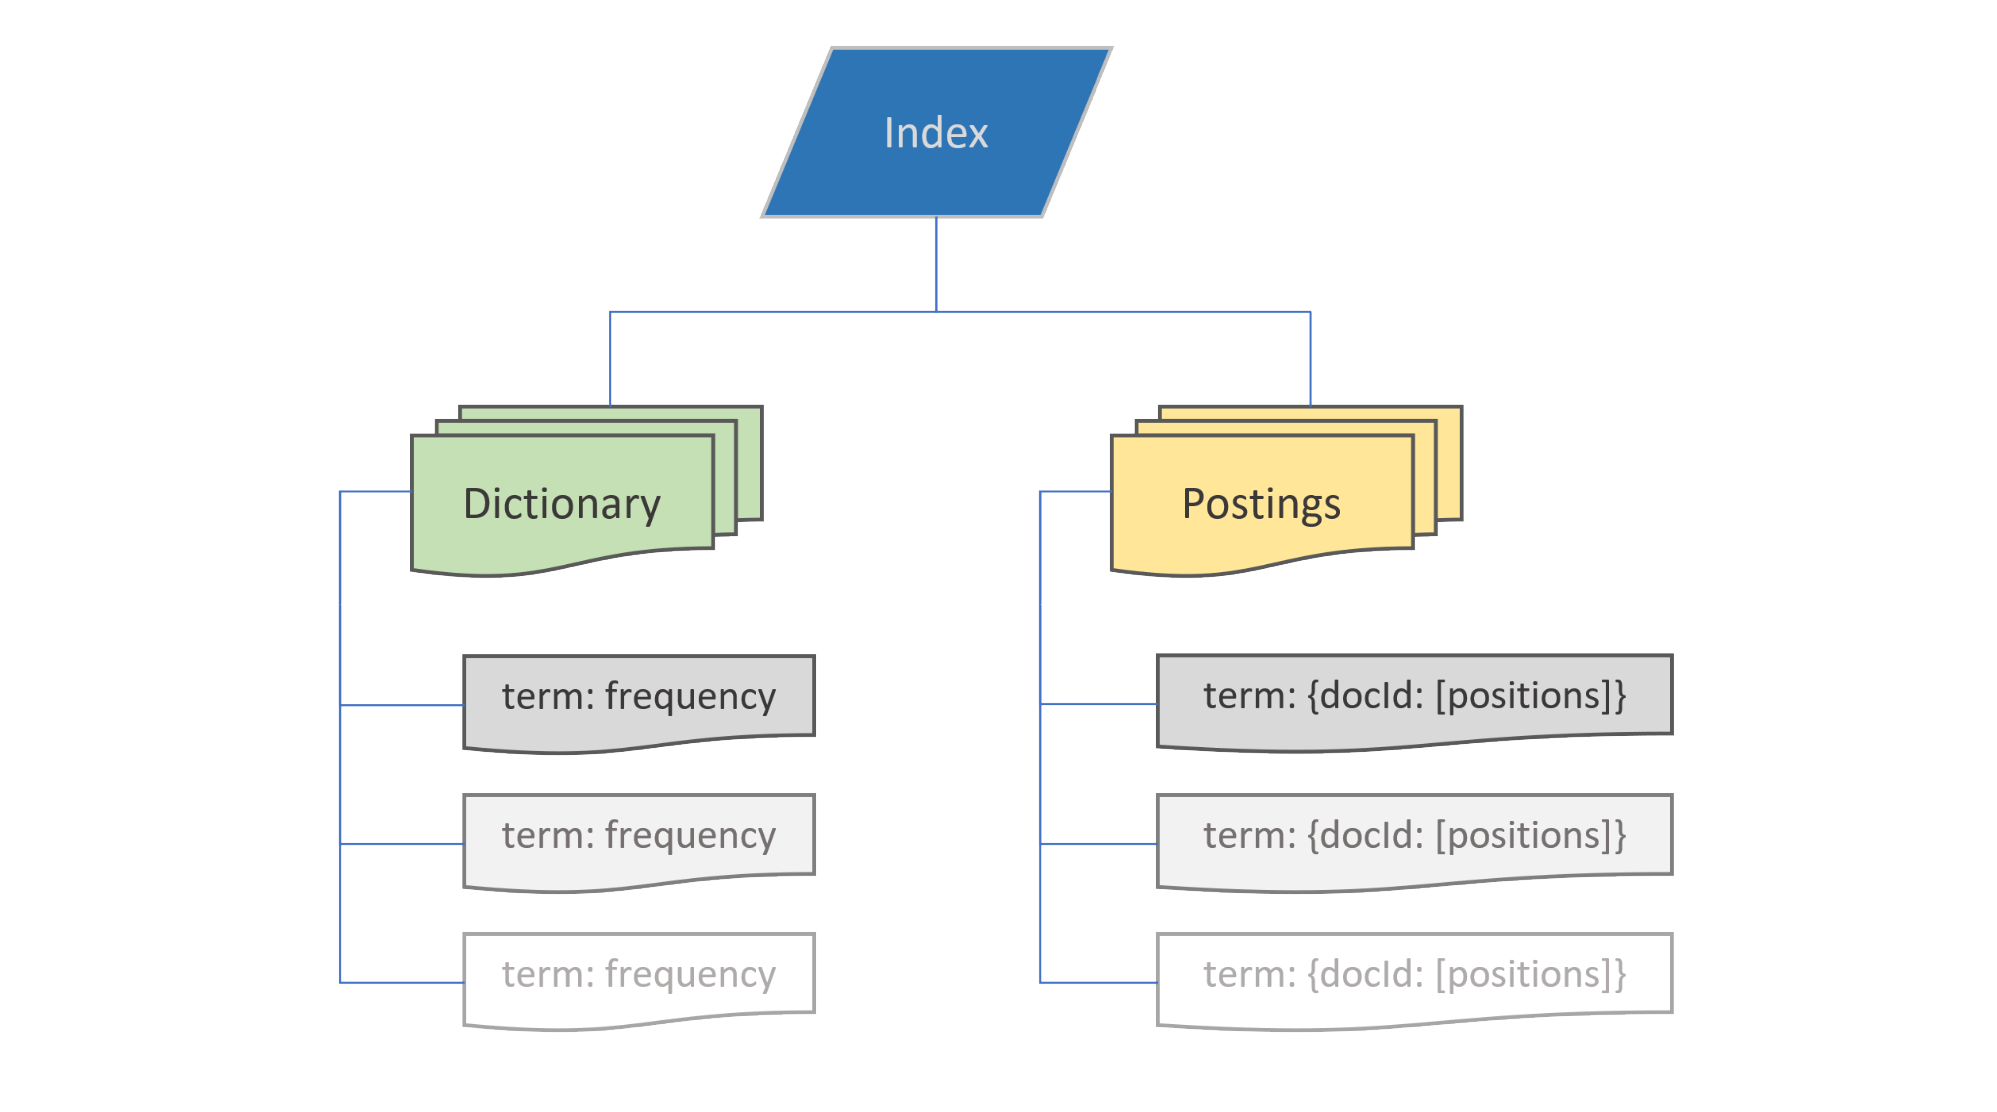 Index
Dictionary
term: frequency
term: frequency
term: frequency
Postings
term: {docId: [positions]}
term: {docId: [positions]}
term: {docId: [positions]}